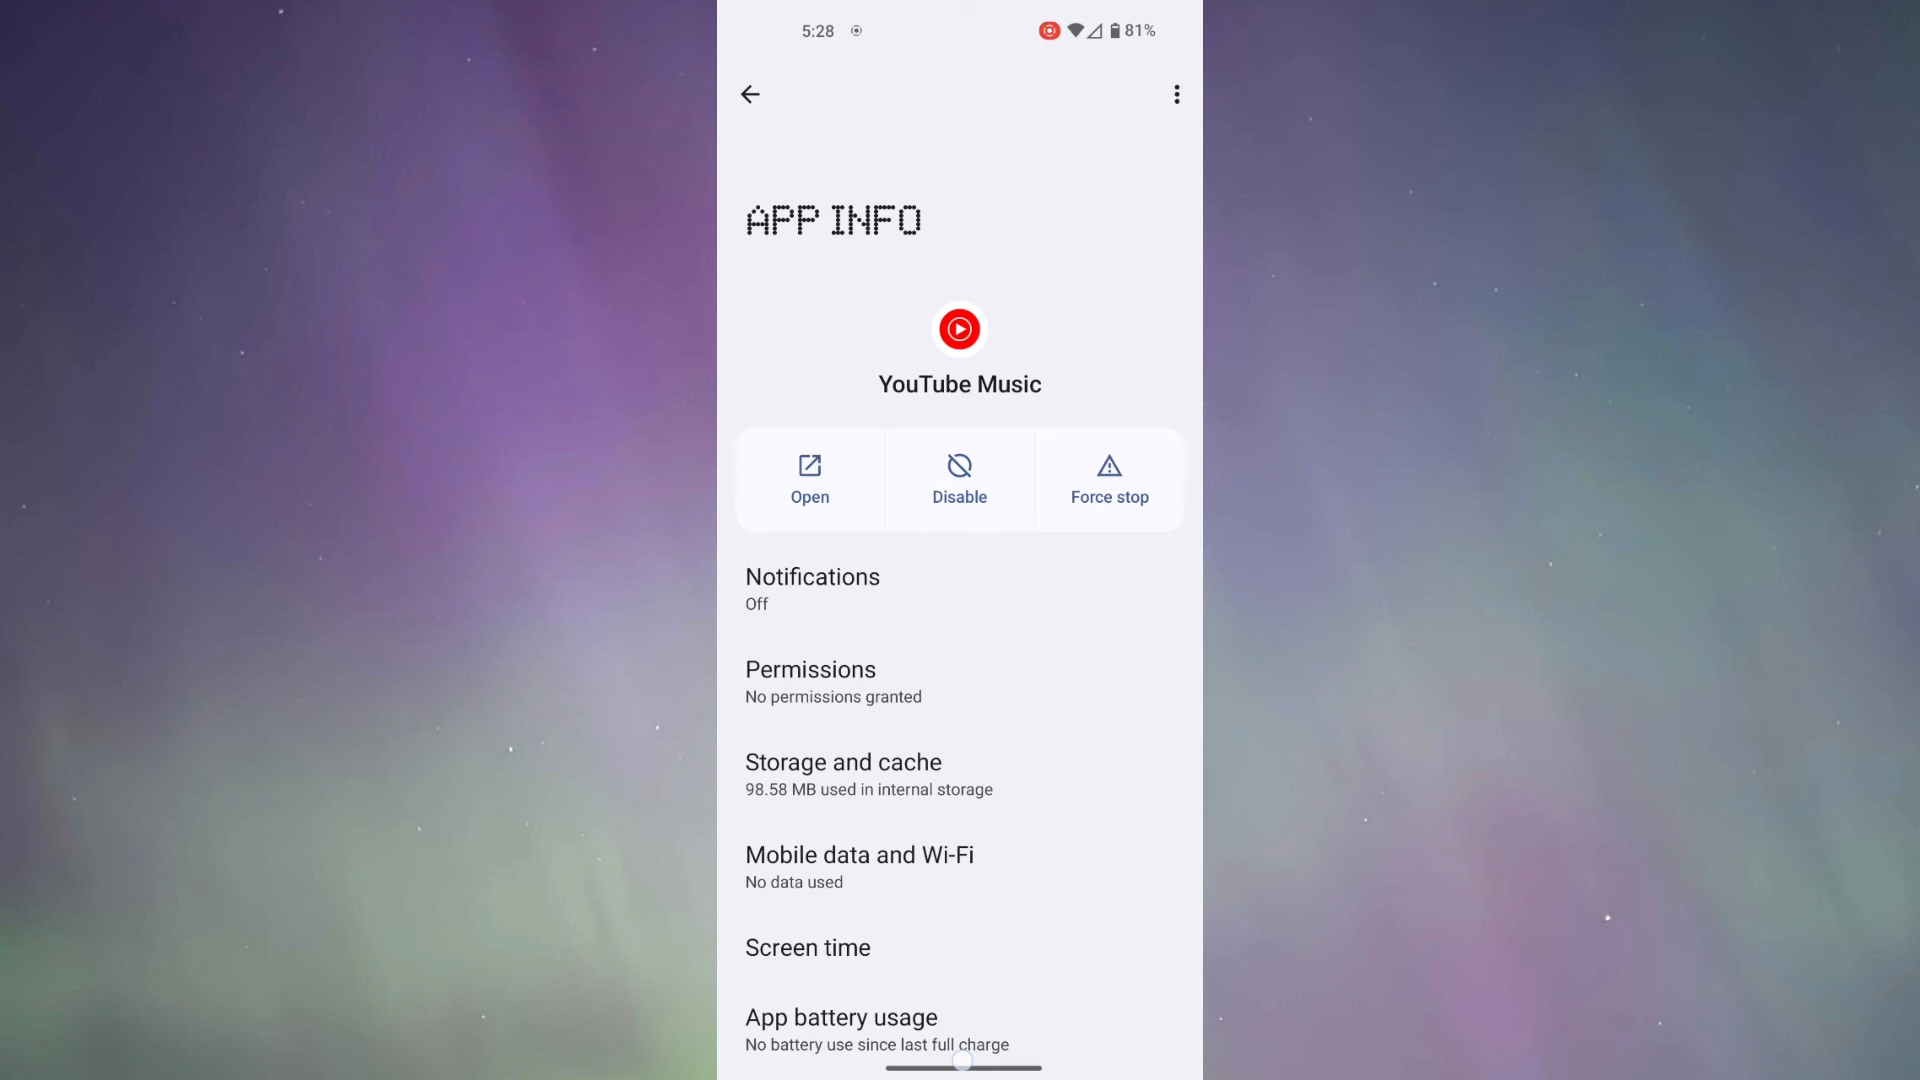 5:28
81%
APP INFO
YouTube Music
Open
Disable
Force stop
Notifications
Off
Permissions
No permissions granted
Storage and cache
98.58 MB used in internal storage
Mobile data and Wi-Fi
No data used
Screen time
App battery usage
No battery use since last full charge